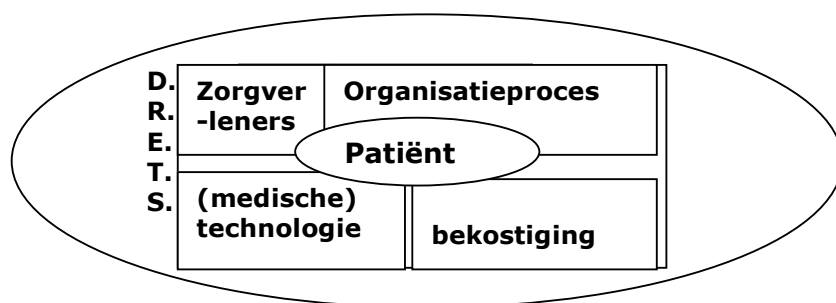 D.
R.
E.
T.
S.
Zorgver
-leners
Organisatieproces
Patiënt
(medische)
technologie
bekostiging